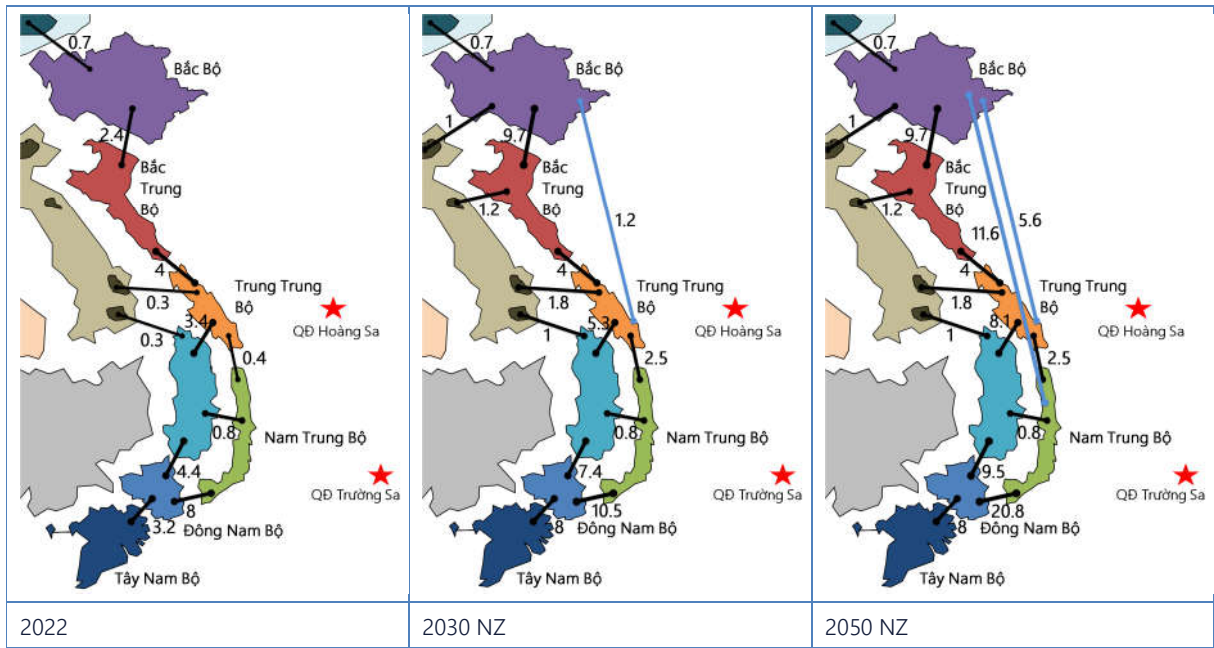 0.7
Bắc Bộ
2.4
Bắc
Trung
Bộ
4
Trung Trung
Bộ
0.3
QĐ Hoàng Sa
3.4
0.3
0.4
0.8
Nam Trung Bộ
4.4
QĐ Trường Sa
8
3.2
Đông Nam Bộ
Tây Nam Bộ
2022
0.7
Bắc Bộ
1
9.7
Bắc
Trung
Bộ
1.2
1.2
4
Trung Trung
Bộ
1.8
QĐ Hoàng Sa
5.3
1
2.5
0.8
Nam Trung Bộ
7.4
QĐ Trường Sa
10.5
8
Đông Nam Bộ
Tây Nam Bộ
2030 NZ
0.7
Bắc Bộ
1
9.7
Bắc
Trung
Bộ
1.2
5.6
11.6
4
Trung Trung
Bộ
1.8
QĐ Hoàng Sa
8.1
1
2.5
0.8
Nam Trung Bộ
9.5
QĐ Trường Sa
20.8
8
Đông Nam Bộ
Tây Nam Bộ
2050 NZ